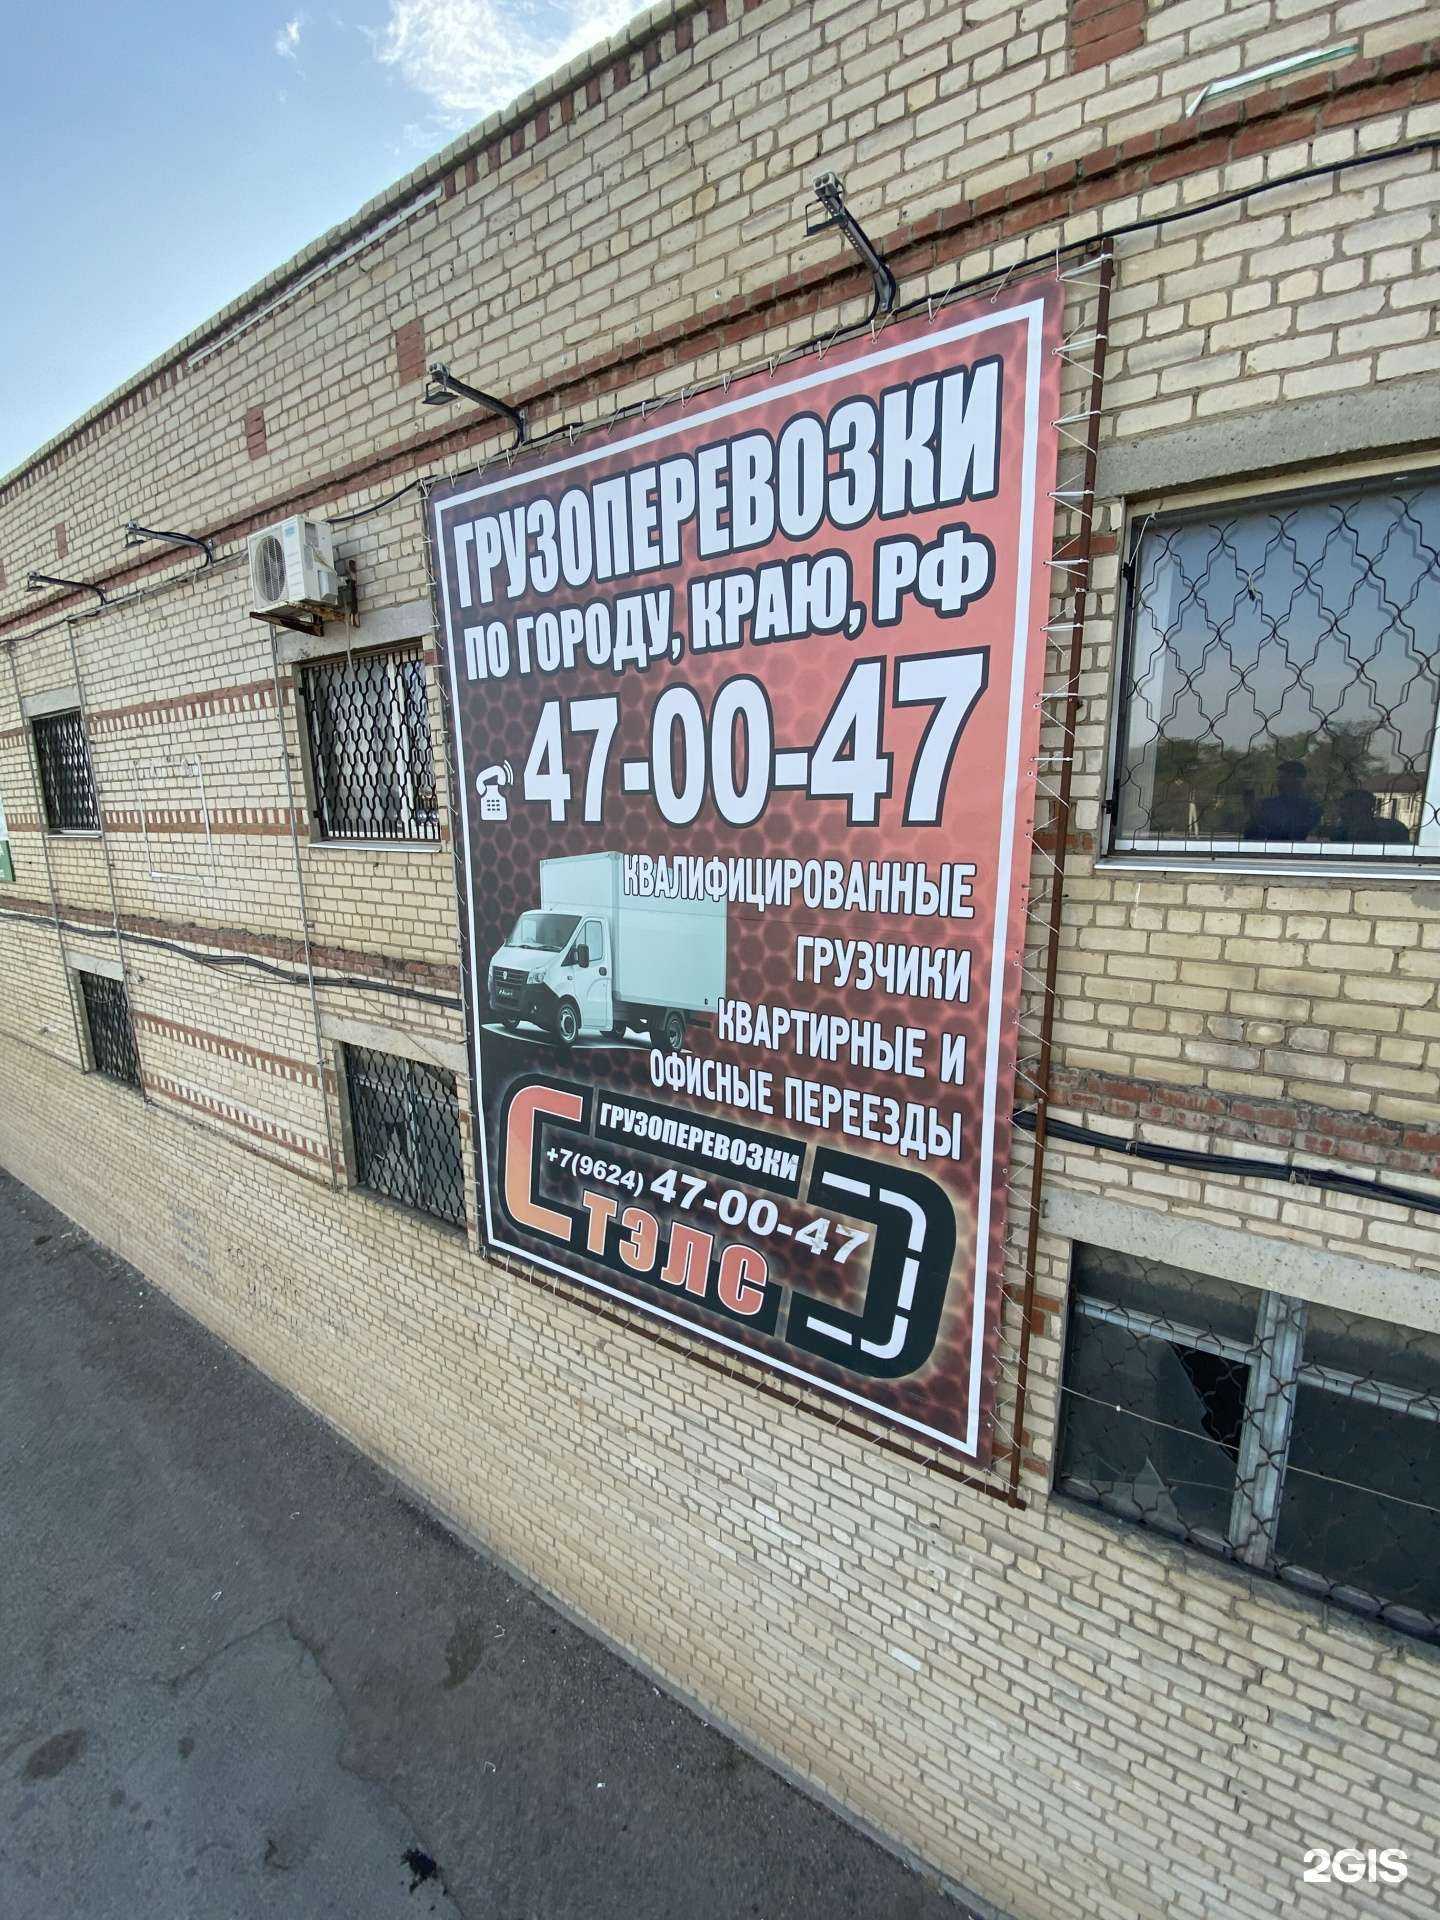 ГРУЗОПЕРЕВОЗКИ
ПО ГОРОДУ, КРАЮ, РФ
47-00-47
КВАЛИФИЦИРОВАННЫЕ
ГРУЗЧИКИ
КВАРТИРНЫЕ И
ОФИСНЫЕ ПЕРЕЕЗДЫ
ГРУЗОПЕРЕВОЗКИ
+7(9624) 47-00-47
СТЭЛС
2GIS